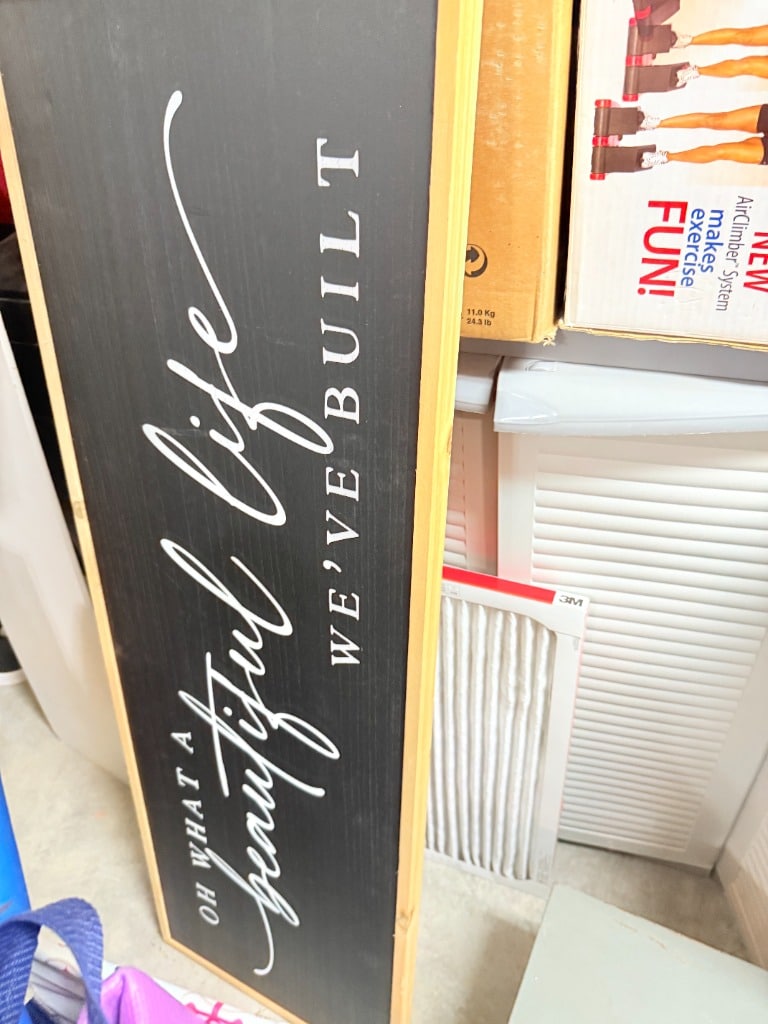 OH WHAT A
beautiful life
WE'VE BUILT
11.0 Kg
24.3 lb
NEW
AirClimber System
makes
exercise
FUN!
3M